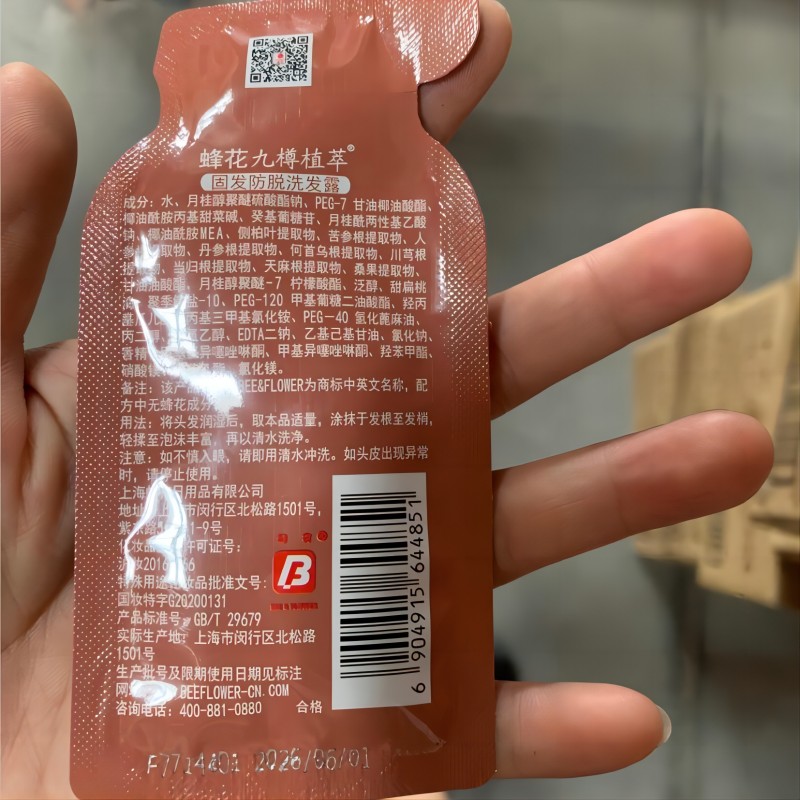 蜂花九樽植萃®
固发防脱洗发露
成分：水、月桂醇聚醚硫酸酯钠、PEG-7 甘油椰油酸酯、
椰油酰胺丙基甜菜碱、癸基葡糖苷、月桂酰两性基乙酸
钠、椰油酰胺MEA、侧柏叶提取物、苦参根提取物、人
提取物、丹参根提取物、何首乌根提取物、川芎根
提取物、当归根提取物、天麻根提取物、桑果提取物、
甘油油酸酯、月桂醇聚醚-7 柠檬酸酯、泛醇、甜扁桃
聚季铵盐-10、PEG-120 甲基葡糖二油酸酯、羟丙
基三甲基氯化铵、PEG-40 氢化蓖麻油、
丙二醇、乙醇、EDTA二钠、乙基己基甘油、氯化钠、
香精、异噻唑啉酮、甲基异噻唑啉酮、羟苯甲酯、
硝酸镁、氯化镁。
备注：该产品 BEE&FLOWER为商标中英文名称，配
方中无蜂花成分
用法：将头发润湿后，取本品适量，涂抹于发根至发梢，
轻揉至泡沫丰富，再以清水洗净。
注意：如不慎入眼，请即用清水冲洗。如头皮出现异常
时，请停止使用。
上海 日用品有限公司
地址：上海市闵行区北松路1501号，
1-9号
许可证号：
特殊用途化妆品批准文号：
国妆特字G20200131
产品标准号：GB/T 29679
实际生产地：上海市闵行区北松路
1501号
生产批号及限期使用日期见标注
网 BEEFLOWER-CN.COM
咨询电话：400-881-0880 合格
B
6 904915 644851
F7714401 2026/06/01